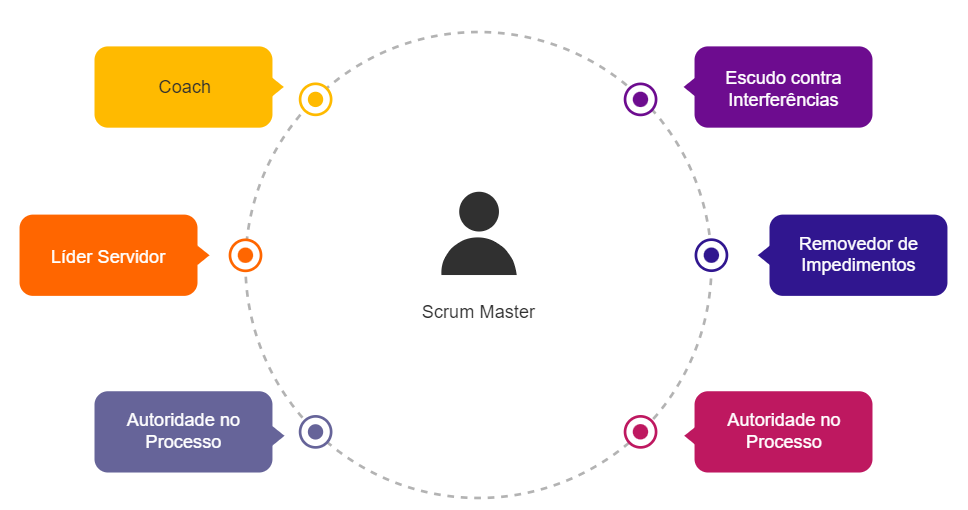 Coach
Escudo contra
Interferências
Líder Servidor
Removedor de
Impedimentos
Scrum Master
Autoridade no
Processo
Autoridade no
Processo